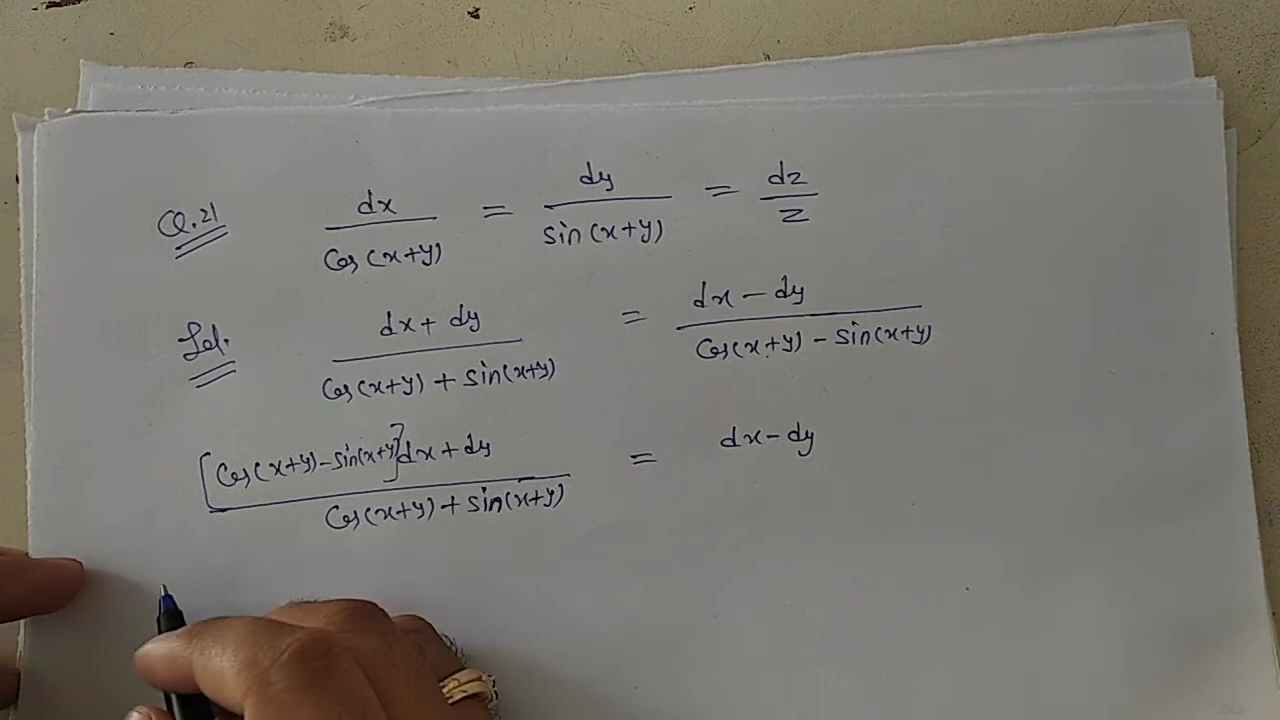 Q.21 dx/cos(x+y) = dy/sin(x+y) = dz/z
Sol. dx + dy/cos(x+y) + sin(x+y) = dx - dy/cos(x+y) - sin(x+y)
[cos(x+y) - sin(x+y)] dx + dy/cos(x+y) + sin(x+y) = dx - dy